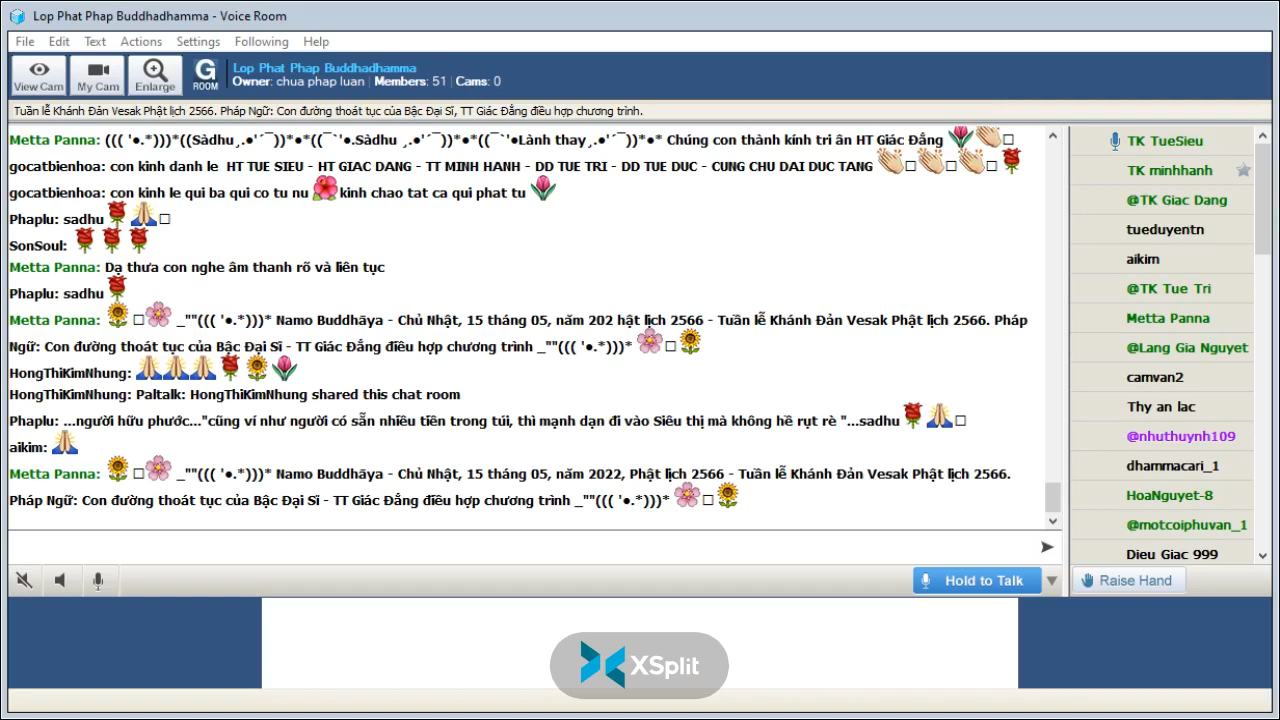 Lop Phat Phap Buddhadhamma - Voice Room
File Edit Text Actions Settings Following Help
View Cam My Cam Enlarge G ROOM
Lop Phat Phap Buddhadhamma
Owner: chua phap luan Members: 51 Cams: 0
Tuần lễ Khánh Đản Vesak Phật lịch 2566. Pháp Ngữ: Con đường thoát tục của Bậc Đại Sĩ, TT Giác Đẳng điều hợp chương trình.
Metta Panna: ((( '●.*)))*((Sàdhu¸.●'´¯))*●*((¯`'●.Sàdhu ¸.●'´¯))*●*((¯`'●Lành thay¸.●'´¯))*●* Chúng con thành kính tri ân HT Giác Đẳng
gocatbienhoa: con kinh danh le HT TUE SIEU - HT GIAC DANG - TT MINH HANH - DD TUE TRI - DD TUE DUC - CUNG CHU DAI DUC TANG
gocatbienhoa: con kinh le qui ba qui co tu nu kinh chao tat ca qui phat tu
Phaplu: sadhu
SonSoul:
Metta Panna: Dạ thưa con nghe âm thanh rõ và liên tục
Phaplu: sadhu
Metta Panna: _""((( '●.*)))* Namo Buddhāya - Chủ Nhật, 15 tháng 05, năm 202 hật lịch 2566 - Tuần lễ Khánh Đản Vesak Phật lịch 2566. Pháp
Ngữ: Con đường thoát tục của Bậc Đại Sĩ - TT Giác Đẳng điều hợp chương trình _""((( '●.*)))*
HongThiKimNhung:
HongThiKimNhung: Paltalk: HongThiKimNhung shared this chat room
Phaplu: ...người hữu phước..."cũng ví như người có sẵn nhiều tiền trong túi, thì mạnh dạn đi vào Siêu thị mà không hề rụt rè "...sadhu
aikim:
Metta Panna: _""((( '●.*)))* Namo Buddhāya - Chủ Nhật, 15 tháng 05, năm 2022, Phật lịch 2566 - Tuần lễ Khánh Đản Vesak Phật lịch 2566.
Pháp Ngữ: Con đường thoát tục của Bậc Đại Sĩ - TT Giác Đẳng điều hợp chương trình _""((( '●.*)))*
TK TueSieu
TK minhhanh
@TK Giac Dang
tueduyentn
aikim
@TK Tue Tri
Metta Panna
@Lang Gia Nguyet
camvan2
Thy an lac
@nhuthuynh109
dhammacari_1
HoaNguyet-8
@motcoiphuvan_1
Dieu Giac 999
Hold to Talk
Raise Hand
XSplit